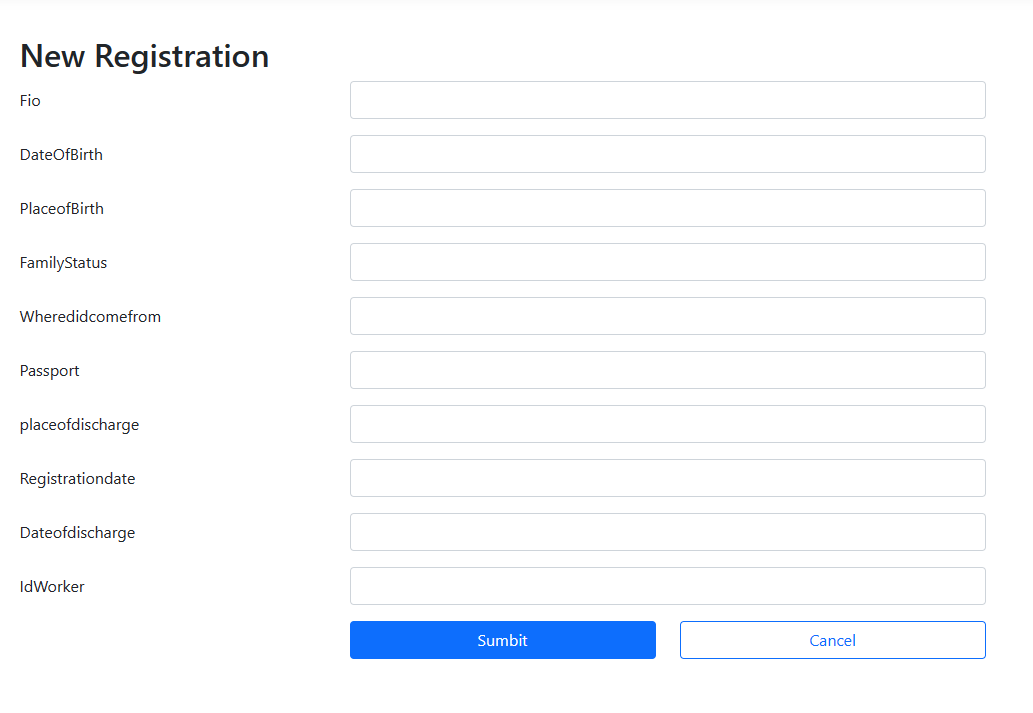 New Registration
Fio
DateOfBirth
PlaceofBirth
FamilyStatus
Wheredidcomefrom
Passport
placeofdischarge
Registrationdate
Dateofdischarge
IdWorker
Sumbit Cancel